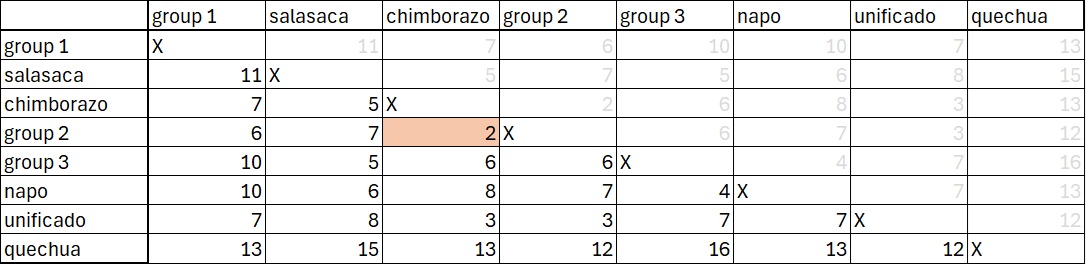 group 1 salasaca chimborazo group 2 group 3 napo unificado quechua
group 1 X 11 7 6 10 10 7 13
salasaca 11 X 5 7 5 6 8 15
chimborazo 7 5 X 2 6 8 3 13
group 2 6 7 2 X 6 7 3 12
group 3 10 5 6 6 X 4 7 16
napo 10 6 8 7 4 X 7 13
unificado 7 8 3 3 7 7 X 12
quechua 13 15 13 12 16 13 12 X